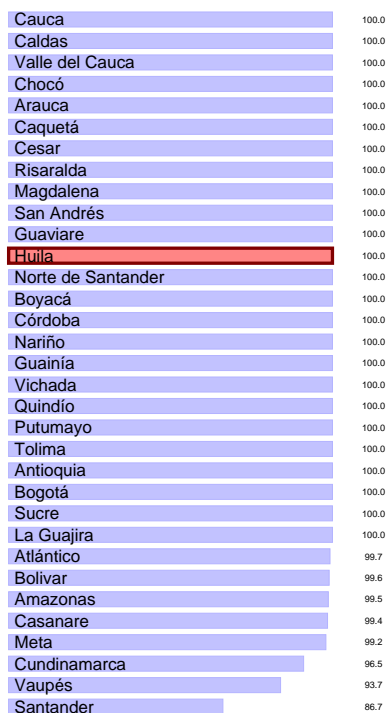 Cauca 100.0
Caldas 100.0
Valle del Cauca 100.0
Chocó 100.0
Arauca 100.0
Caquetá 100.0
Cesar 100.0
Risaralda 100.0
Magdalena 100.0
San Andrés 100.0
Guaviare 100.0
Huila 100.0
Norte de Santander 100.0
Boyacá 100.0
Córdoba 100.0
Nariño 100.0
Guainía 100.0
Vichada 100.0
Quindío 100.0
Putumayo 100.0
Tolima 100.0
Antioquia 100.0
Bogotá 100.0
Sucre 100.0
La Guajira 100.0
Atlántico 99.7
Bolivar 99.6
Amazonas 99.5
Casanare 99.4
Meta 99.2
Cundinamarca 96.5
Vaupés 93.7
Santander 86.7